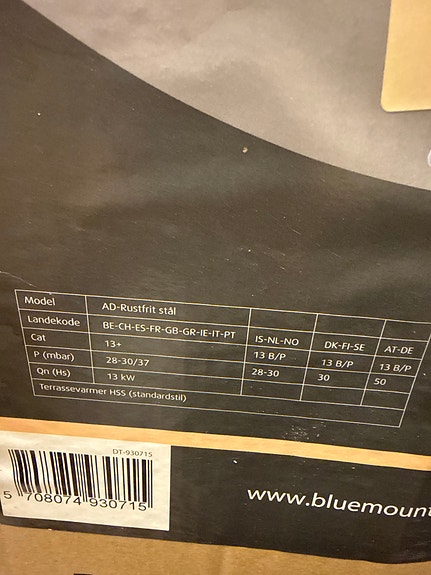 Model AD-Rustfrit stål
Landekode BE-CH-ES-FR-GB-GR-IE-IT-PT IS-NL-NO DK-FI-SE AT-DE
Cat 13+ 13 B/P 13 B/P 13 B/P
P (mbar) 28-30/37 28-30 30 50
Qn (Hs) 13 kW
Terrassevarmer HSS (standardstil)
DT-930715
5 708074 930715
www.bluemount